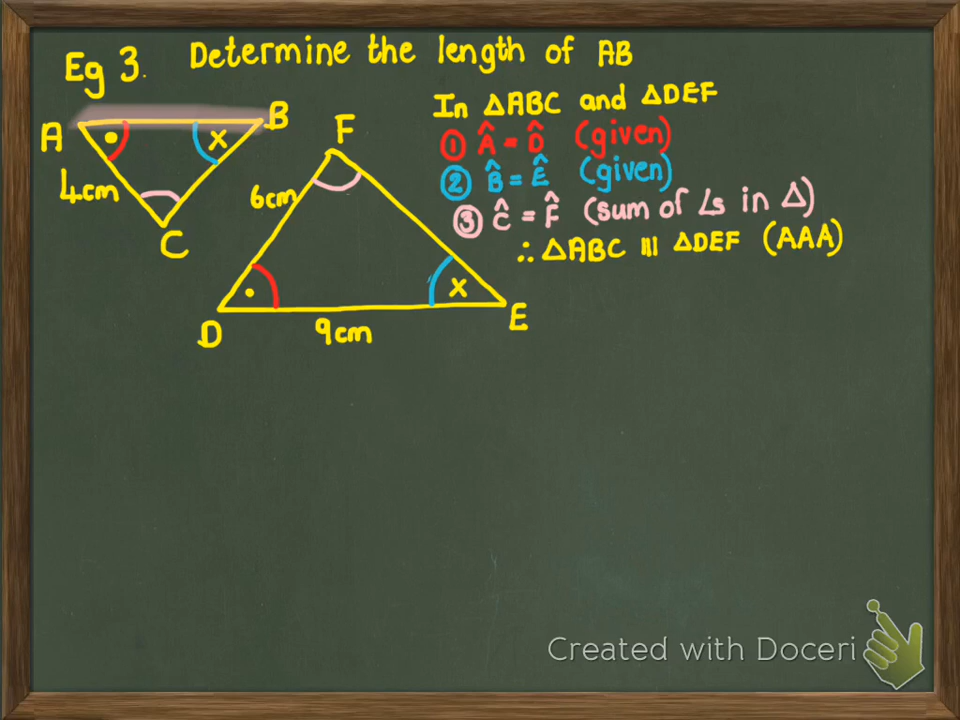 Eg 3. Determine the length of AB
In ΔABC and ΔDEF
① Â = D̂ (given)
② B̂ = Ê (given)
③ Ĉ = F̂ (sum of ∠s in Δ)
∴ ΔABC ||| ΔDEF (AAA)
A
B
x
4cm
C
F
6cm
x
D
E
9cm
Created with Doceri